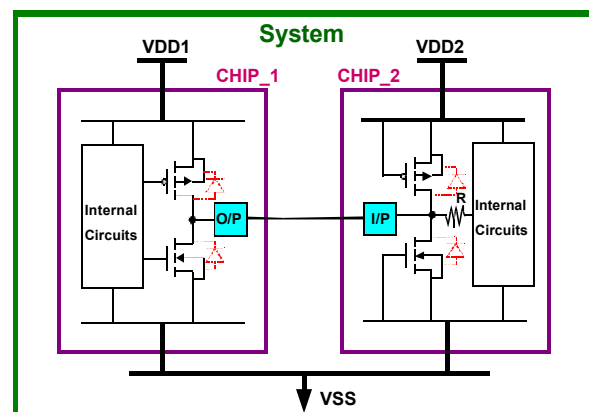 System
VDD1
VDD2
CHIP_1
CHIP_2
Internal
Circuits
O/P
I/P
R
Internal
Circuits
VSS